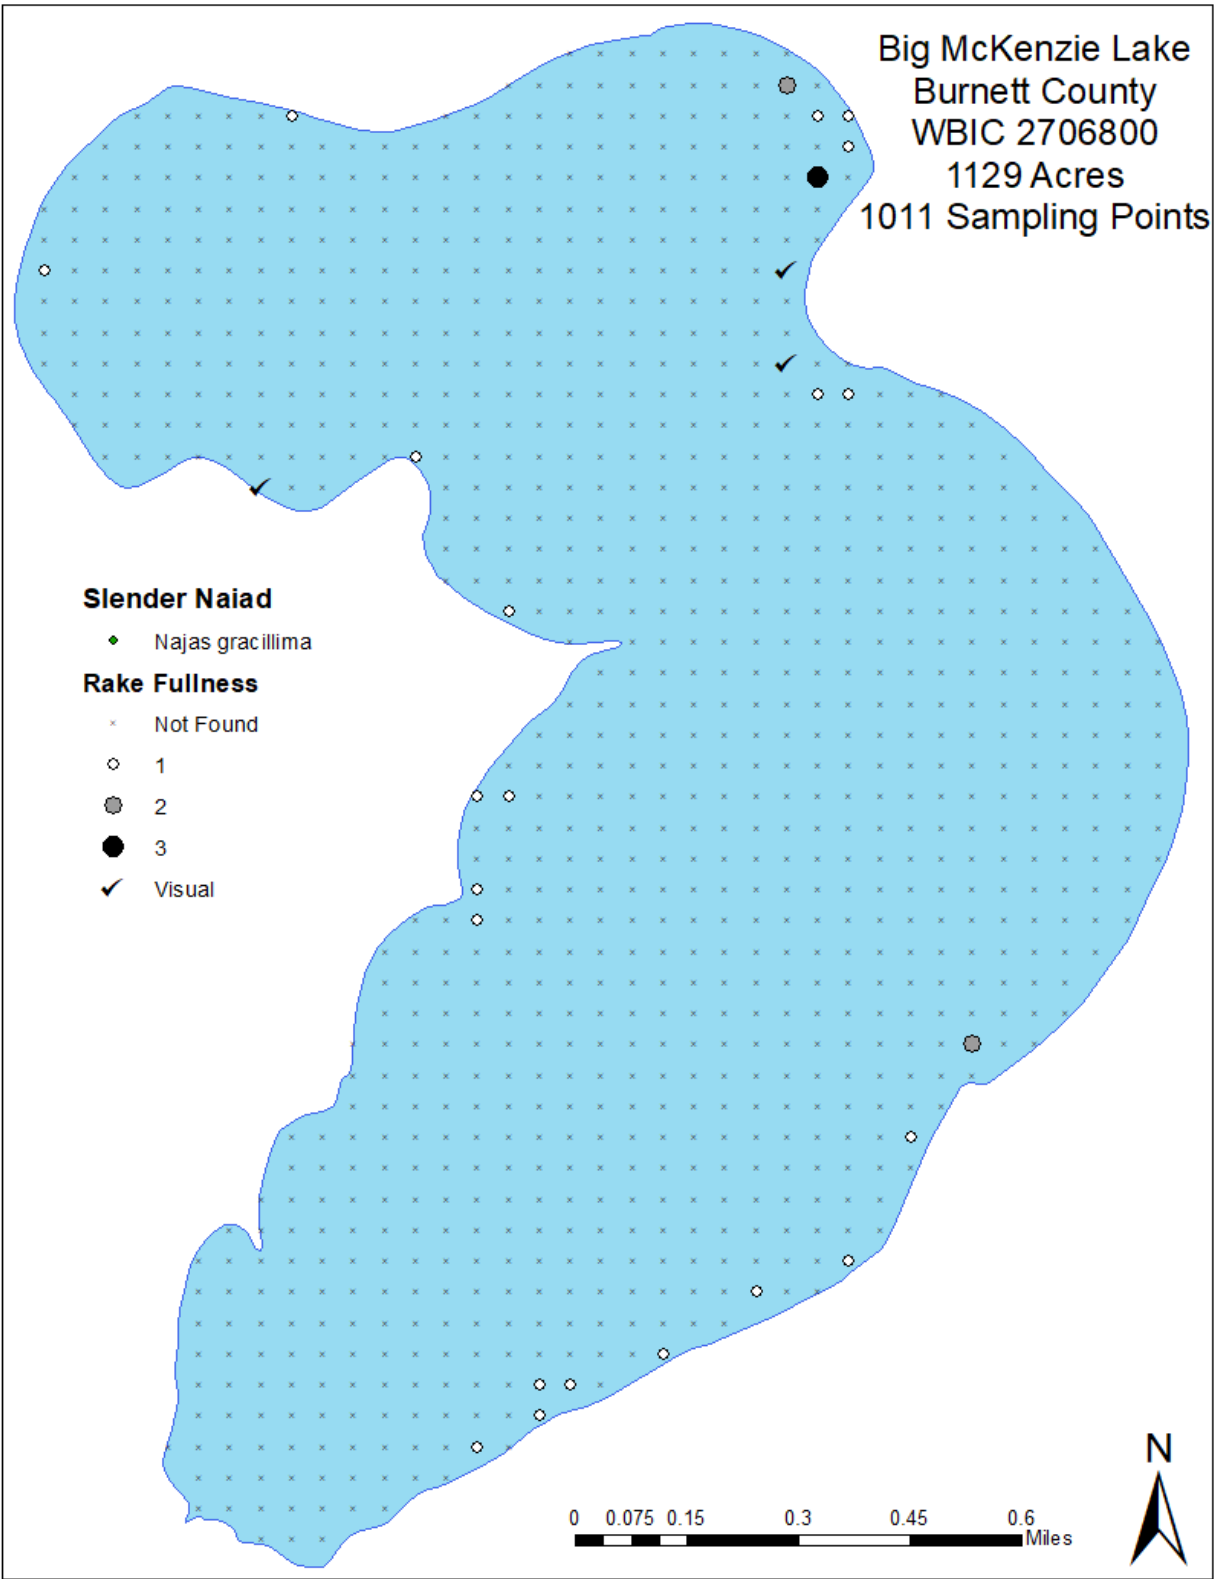 Big McKenzie Lake
Burnett County
WBIC 2706800
1129 Acres
1011 Sampling Points
Slender Naiad
Najas gracillima
Rake Fullness
Not Found
1
2
3
Visual
N
0 0.075 0.15 0.3 0.45 0.6
Miles